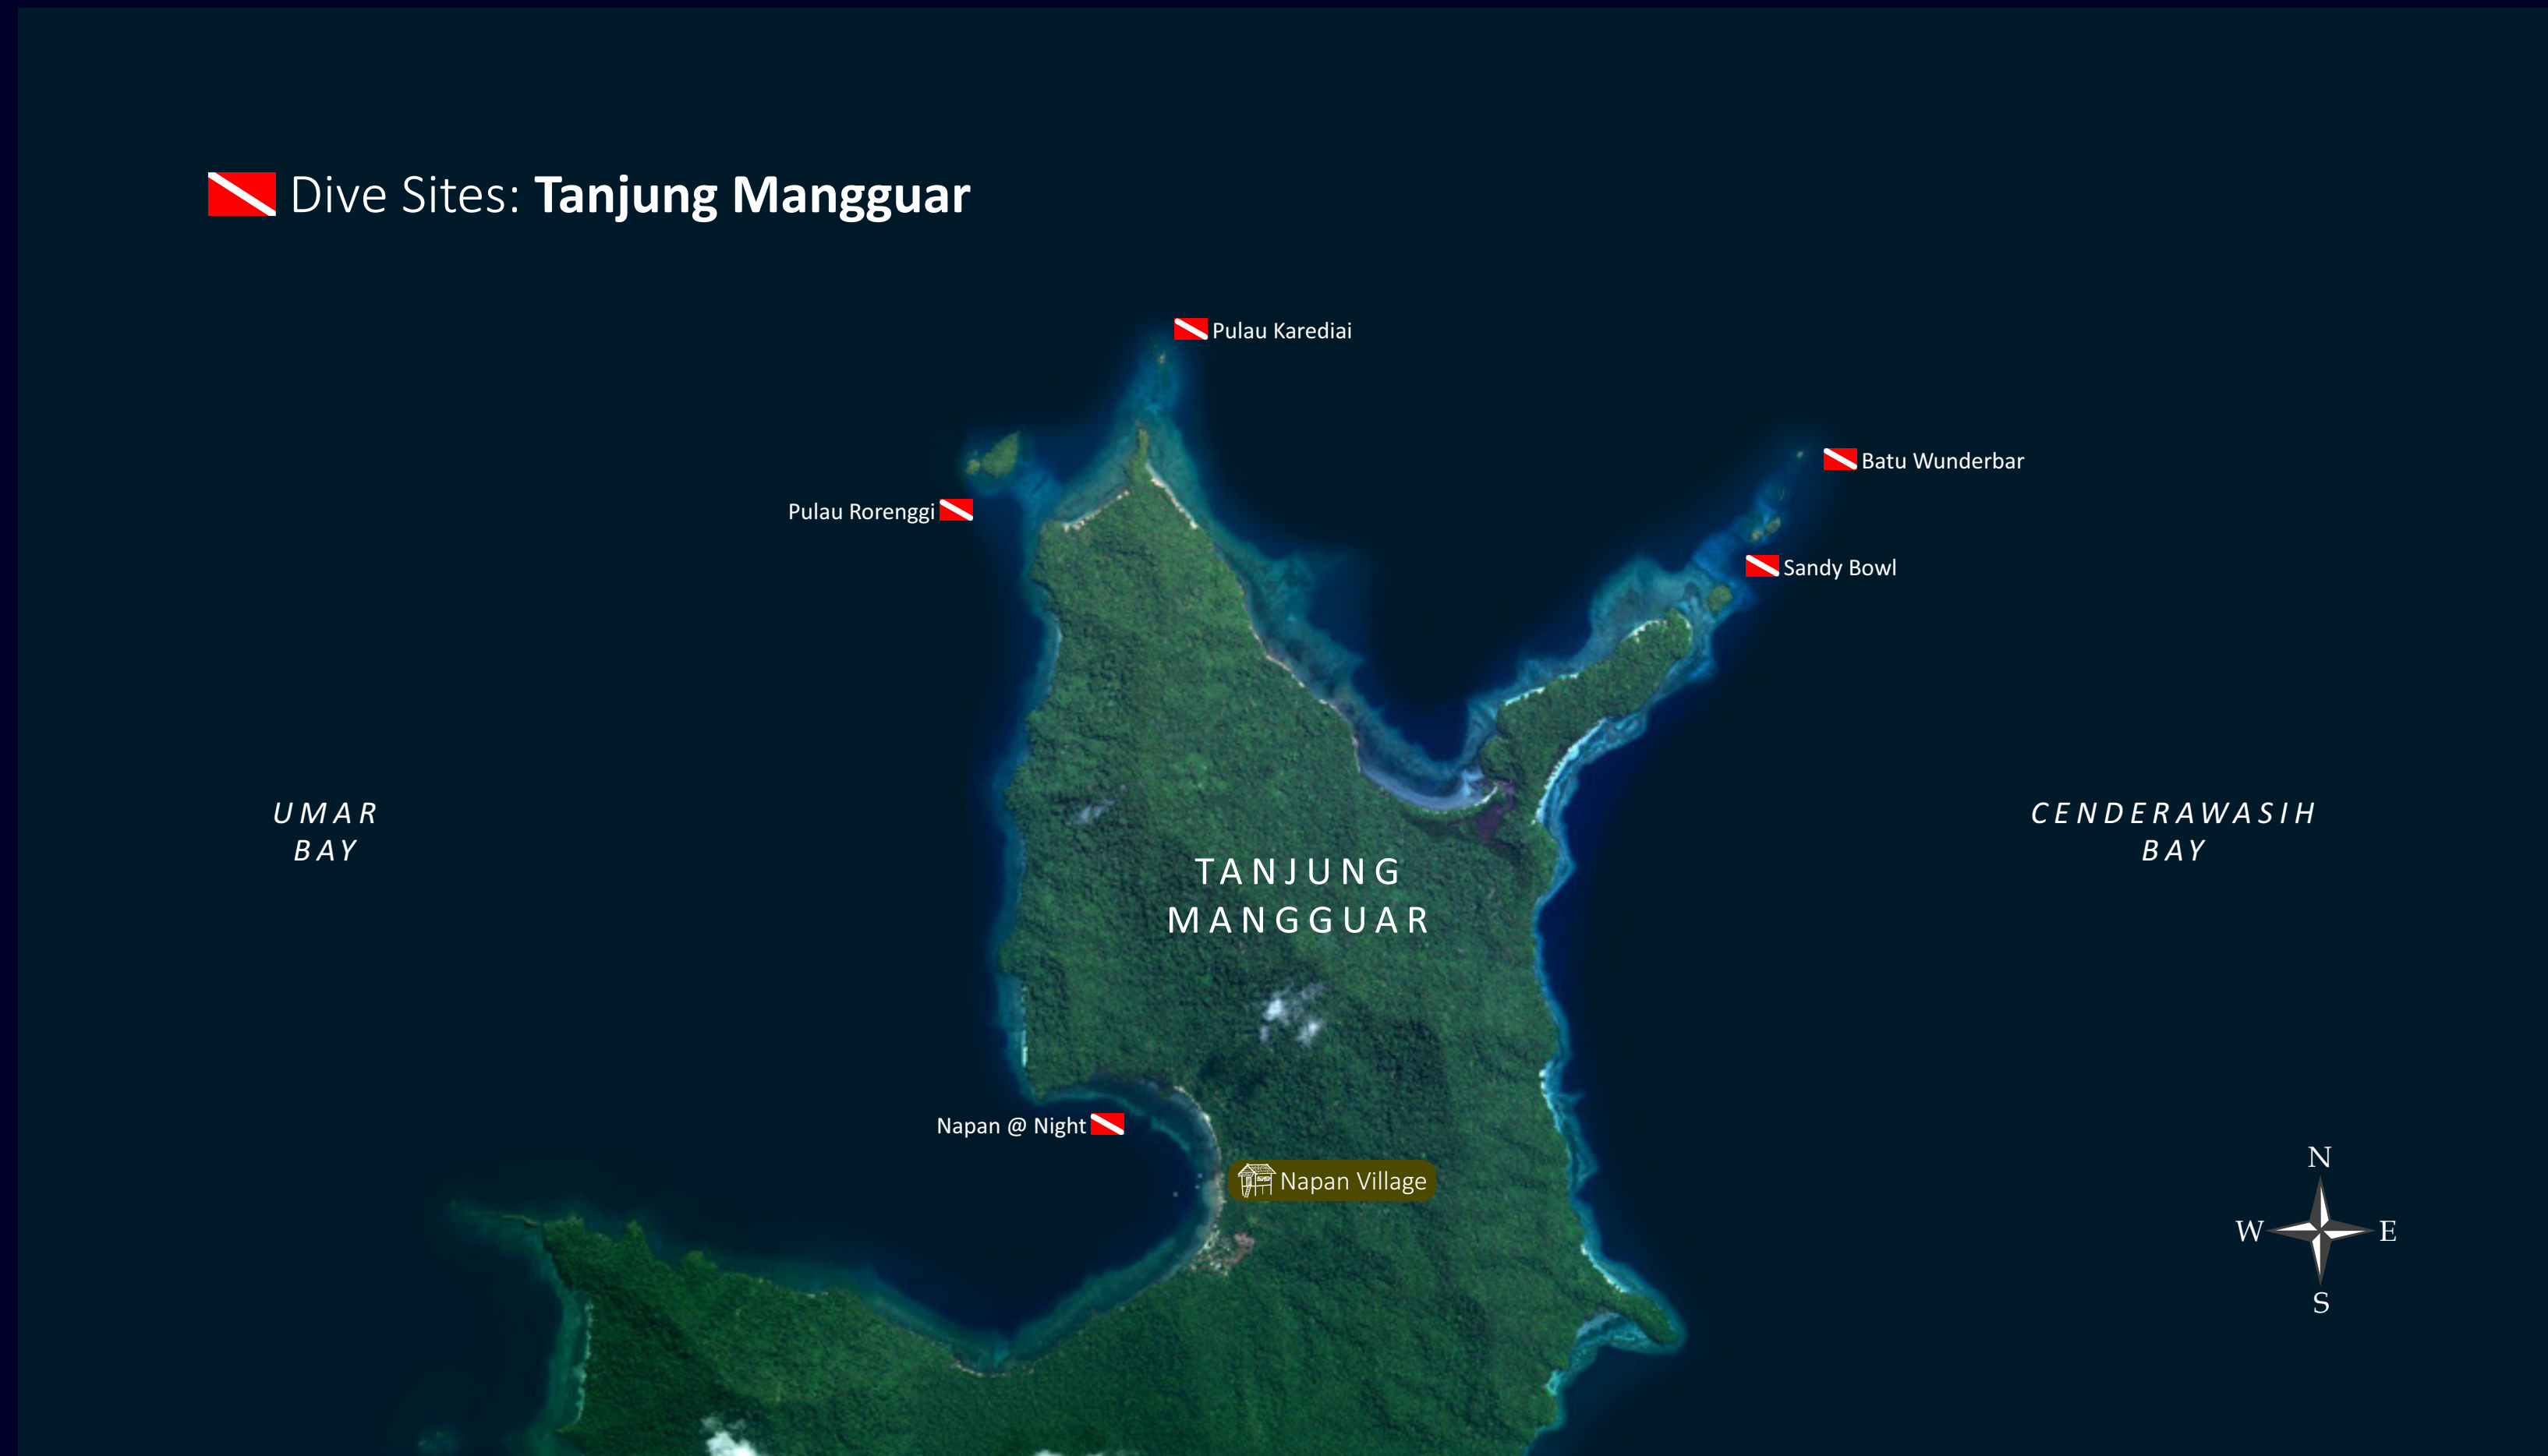 Dive Sites: Tanjung Mangguar
Pulau Karediai
Batu Wunderbar
Pulau Rorenggi
Sandy Bowl
UMAR
BAY
CENDERAWASIH
BAY
TANJUNG
MANGGUAR
Napan @ Night
Napan Village
N
W
E
S